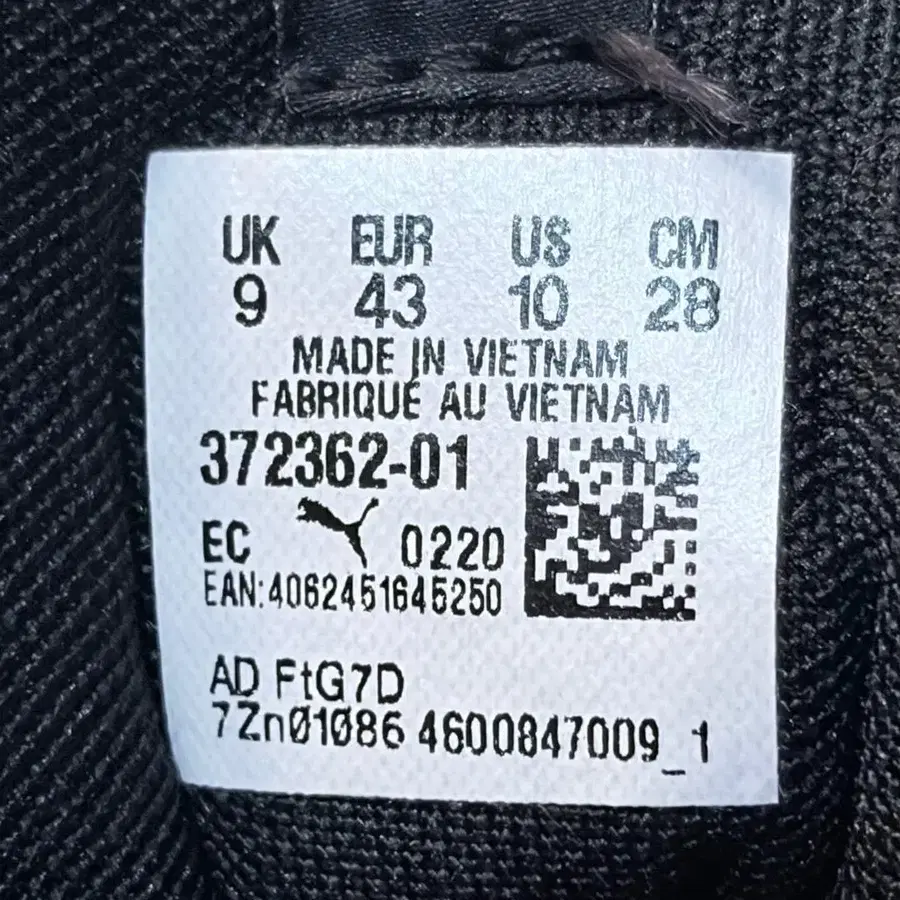 UK EUR US CM
9 43 10 28
MADE IN VIETNAM
FABRIQUÉ AU VIETNAM
372362-01
EC 0220
EAN:4062451645250
AD FtG7D
7Zn01086 4600847009_1